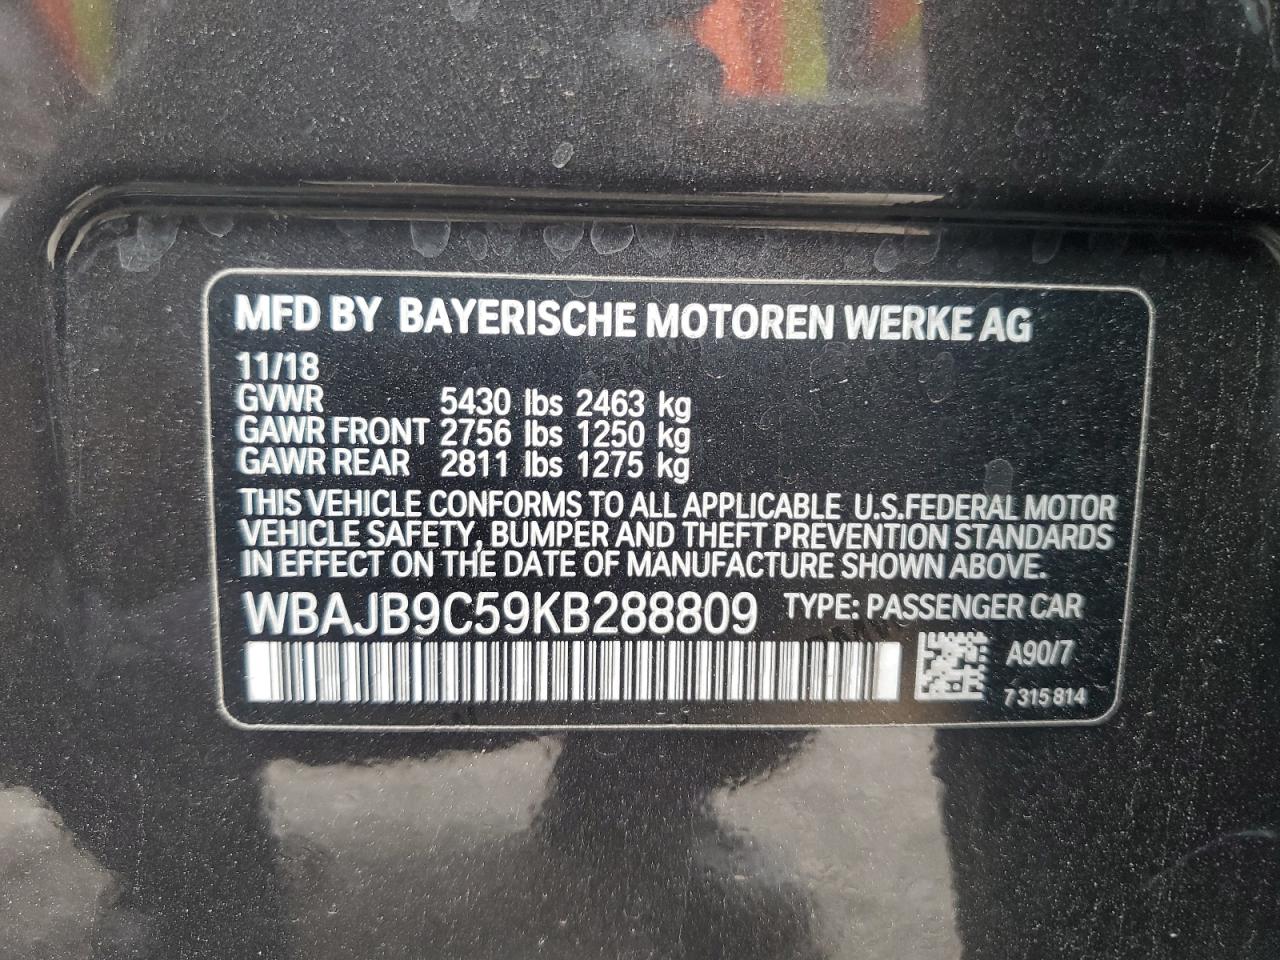 MFD BY BAYERISCHE MOTOREN WERKE AG
11/18
GVWR 5430 lbs 2463 kg
GAWR FRONT 2756 lbs 1250 kg
GAWR REAR 2811 lbs 1275 kg
THIS VEHICLE CONFORMS TO ALL APPLICABLE U.S.FEDERAL MOTOR
VEHICLE SAFETY, BUMPER AND THEFT PREVENTION STANDARDS
IN EFFECT ON THE DATE OF MANUFACTURE SHOWN ABOVE.
WBAJB9C59KB288809 TYPE: PASSENGER CAR
A90/7
7 315 814